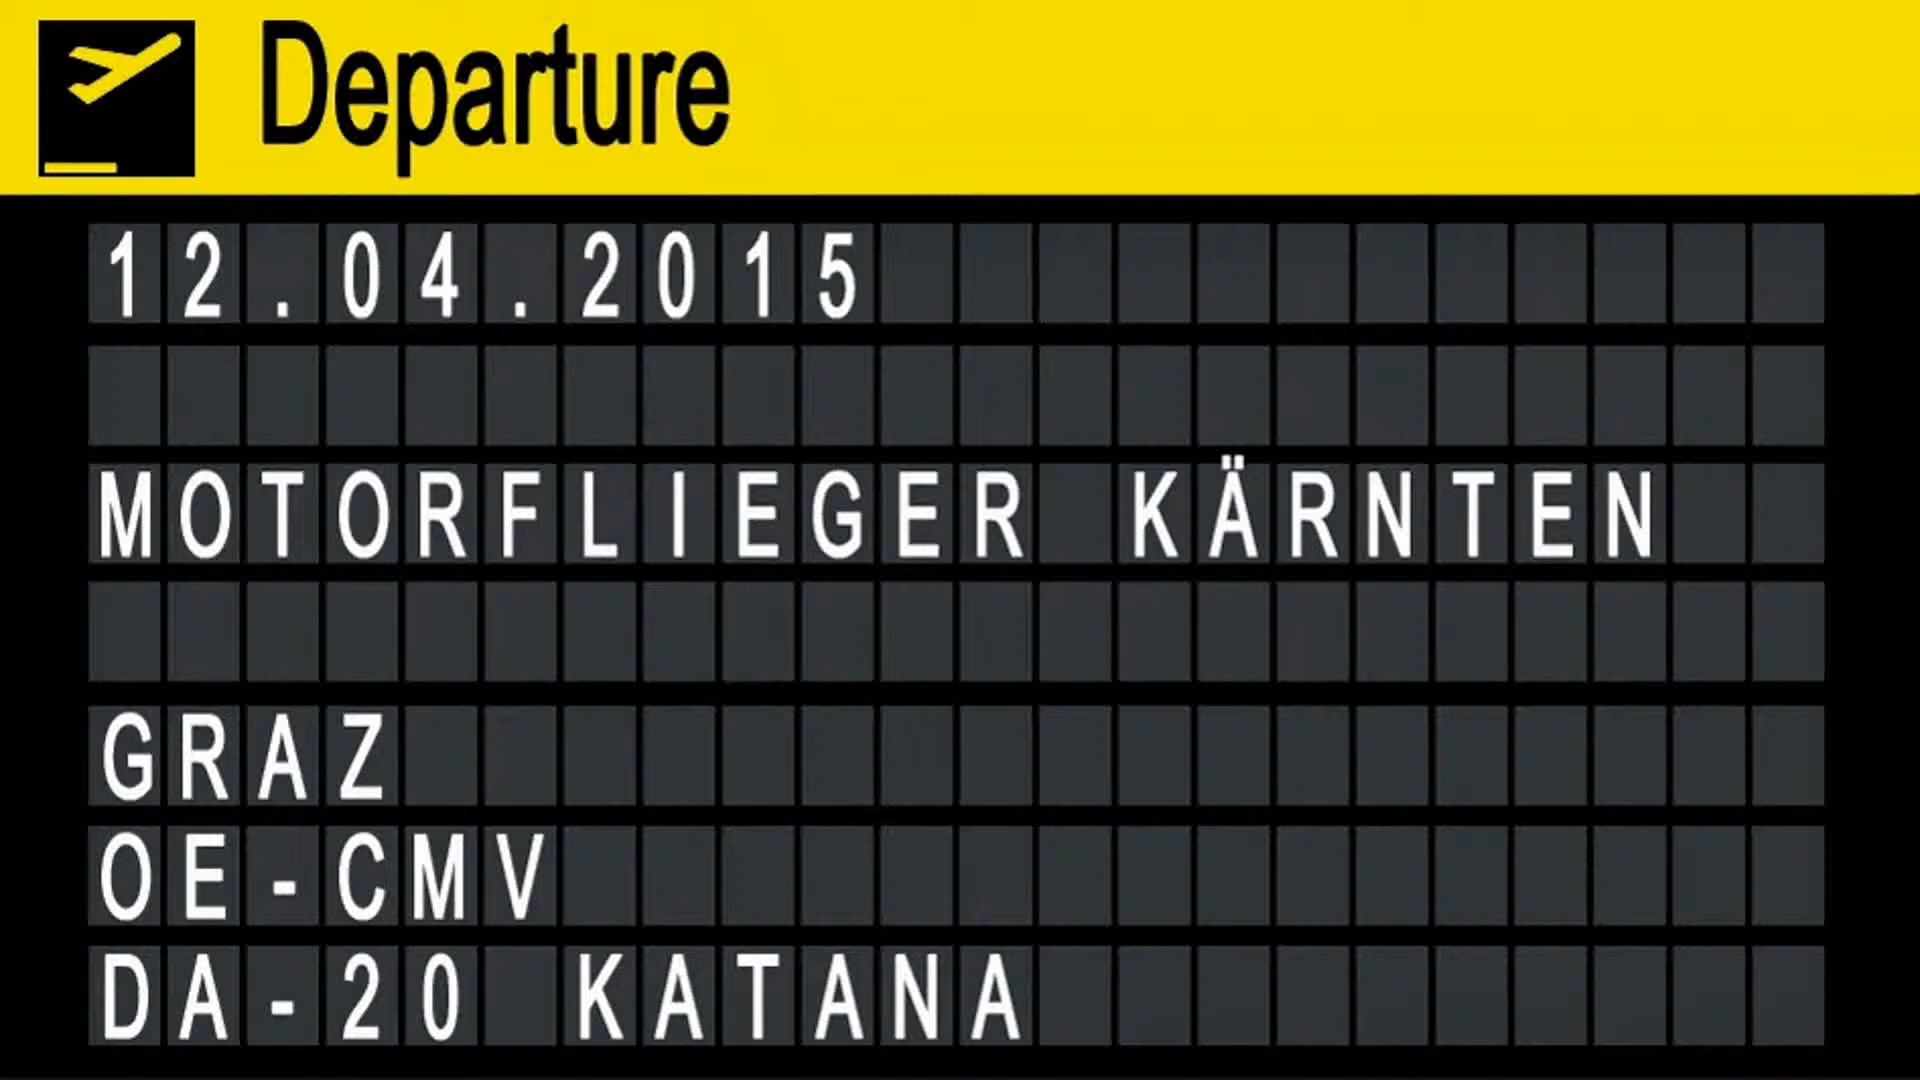 Departure
12.04.2015
MOTORFLIEGER KÄRNTEN
GRAZ
OE-CMV
DA-20 KATANA